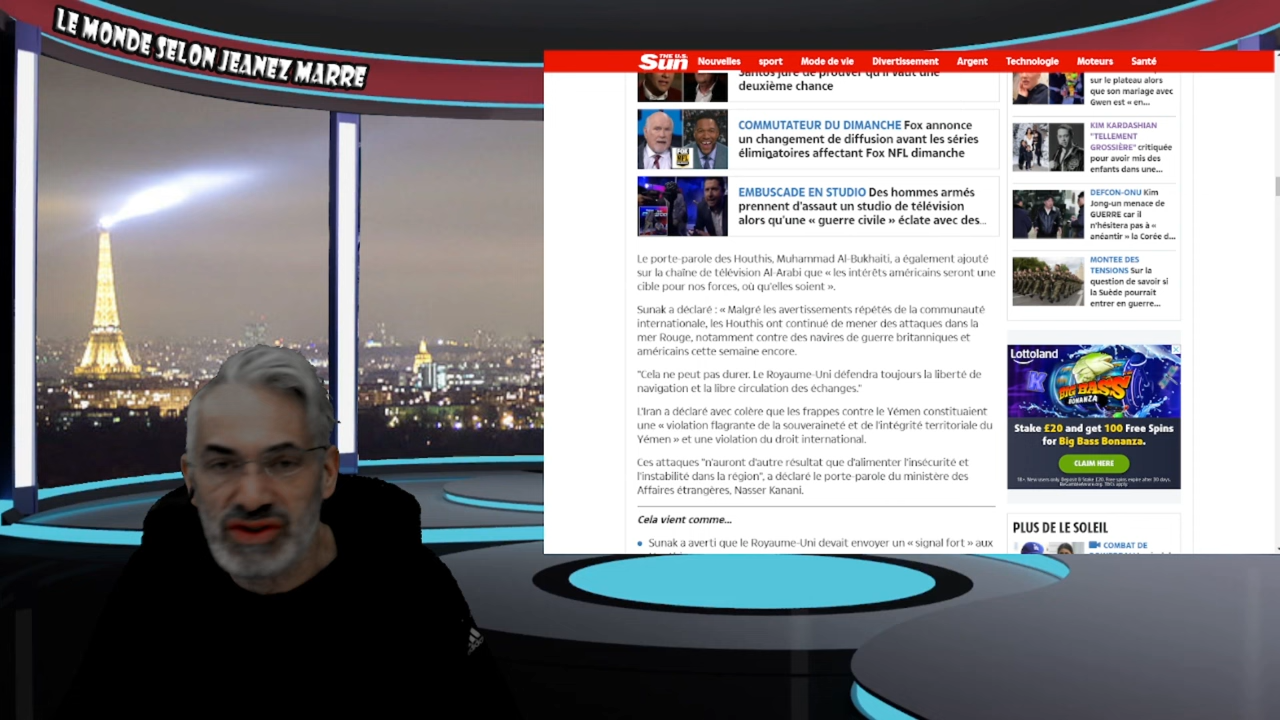 LE MONDE SELON JEANEZ MARRE
THE U.S. Sun
Nouvelles sport Mode de vie Divertissement Argent Technologie Moteurs Santé
Santos jure de prouver qu'il vaut une
deuxième chance
COMMUTATEUR DU DIMANCHE Fox annonce
un changement de diffusion avant les séries
éliminatoires affectant Fox NFL dimanche
EMBUSCADE EN STUDIO Des hommes armés
prennent d'assaut un studio de télévision
alors qu'une « guerre civile » éclate avec des...
Le porte-parole des Houthis, Muhammad Al-Bukhaiti, a également ajouté
sur la chaîne de télévision Al-Arabi que « les intérêts américains seront une
cible pour nos forces, où qu'elles soient ».
Sunak a déclaré : « Malgré les avertissements répétés de la communauté
internationale, les Houthis ont continué de mener des attaques dans la
mer Rouge, notamment contre des navires de guerre britanniques et
américains cette semaine encore.
"Cela ne peut pas durer. Le Royaume-Uni défendra toujours la liberté de
navigation et la libre circulation des échanges."
L'Iran a déclaré avec colère que les frappes contre le Yémen constituaient
une « violation flagrante de la souveraineté et de l'intégrité territoriale du
Yémen » et une violation du droit international.
Ces attaques "n'auront d'autre résultat que d'alimenter l'insécurité et
l'instabilité dans la région", a déclaré le porte-parole du ministère des
Affaires étrangères, Nasser Kanani.
Cela vient comme...
Sunak a averti que le Royaume-Uni devait envoyer un « signal fort » aux
sur le plateau alors
que son mariage avec
Gwen est « en...
KIM KARDASHIAN
"TELLEMENT
GROSSIÈRE" critiquée
pour avoir mis des
enfants dans une...
DEFCON-ONU Kim
Jong-un menace de
GUERRE car il
n'hésitera pas à «
anéantir » la Corée d...
MONTEE DES
TENSIONS Sur la
question de savoir si
la Suède pourrait
entrer en guerre...
Lottoland
BIG BASS
BONANZA
Stake £20 and get 100 Free Spins
for Big Bass Bonanza.
CLAIM HERE
PLUS DE LE SOLEIL
COMBAT DE